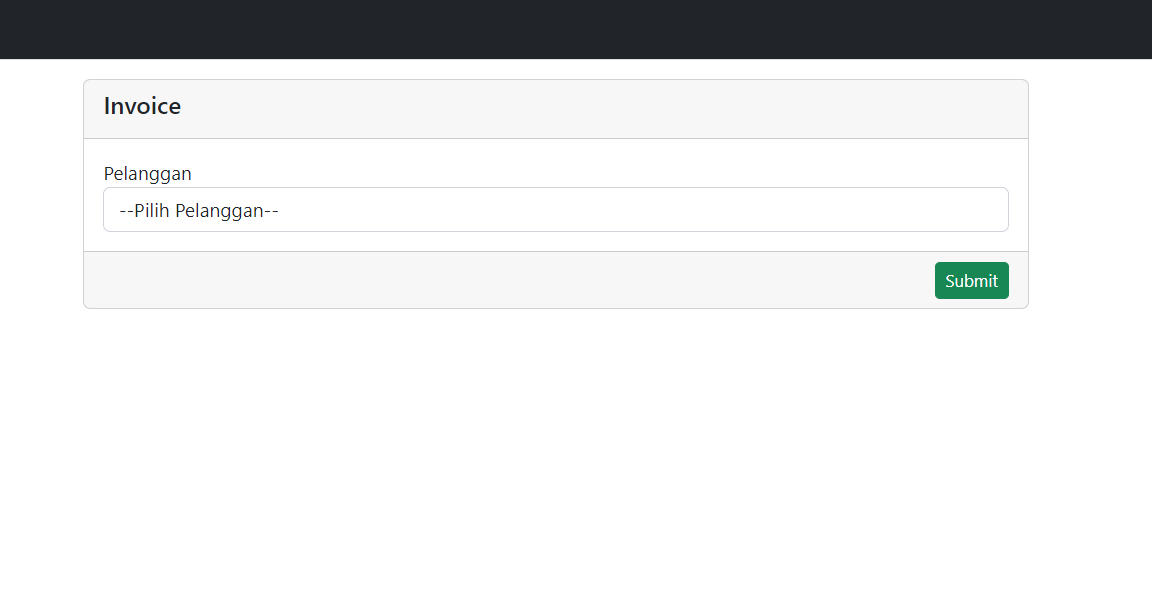 Invoice
Pelanggan
--Pilih Pelanggan--
Submit